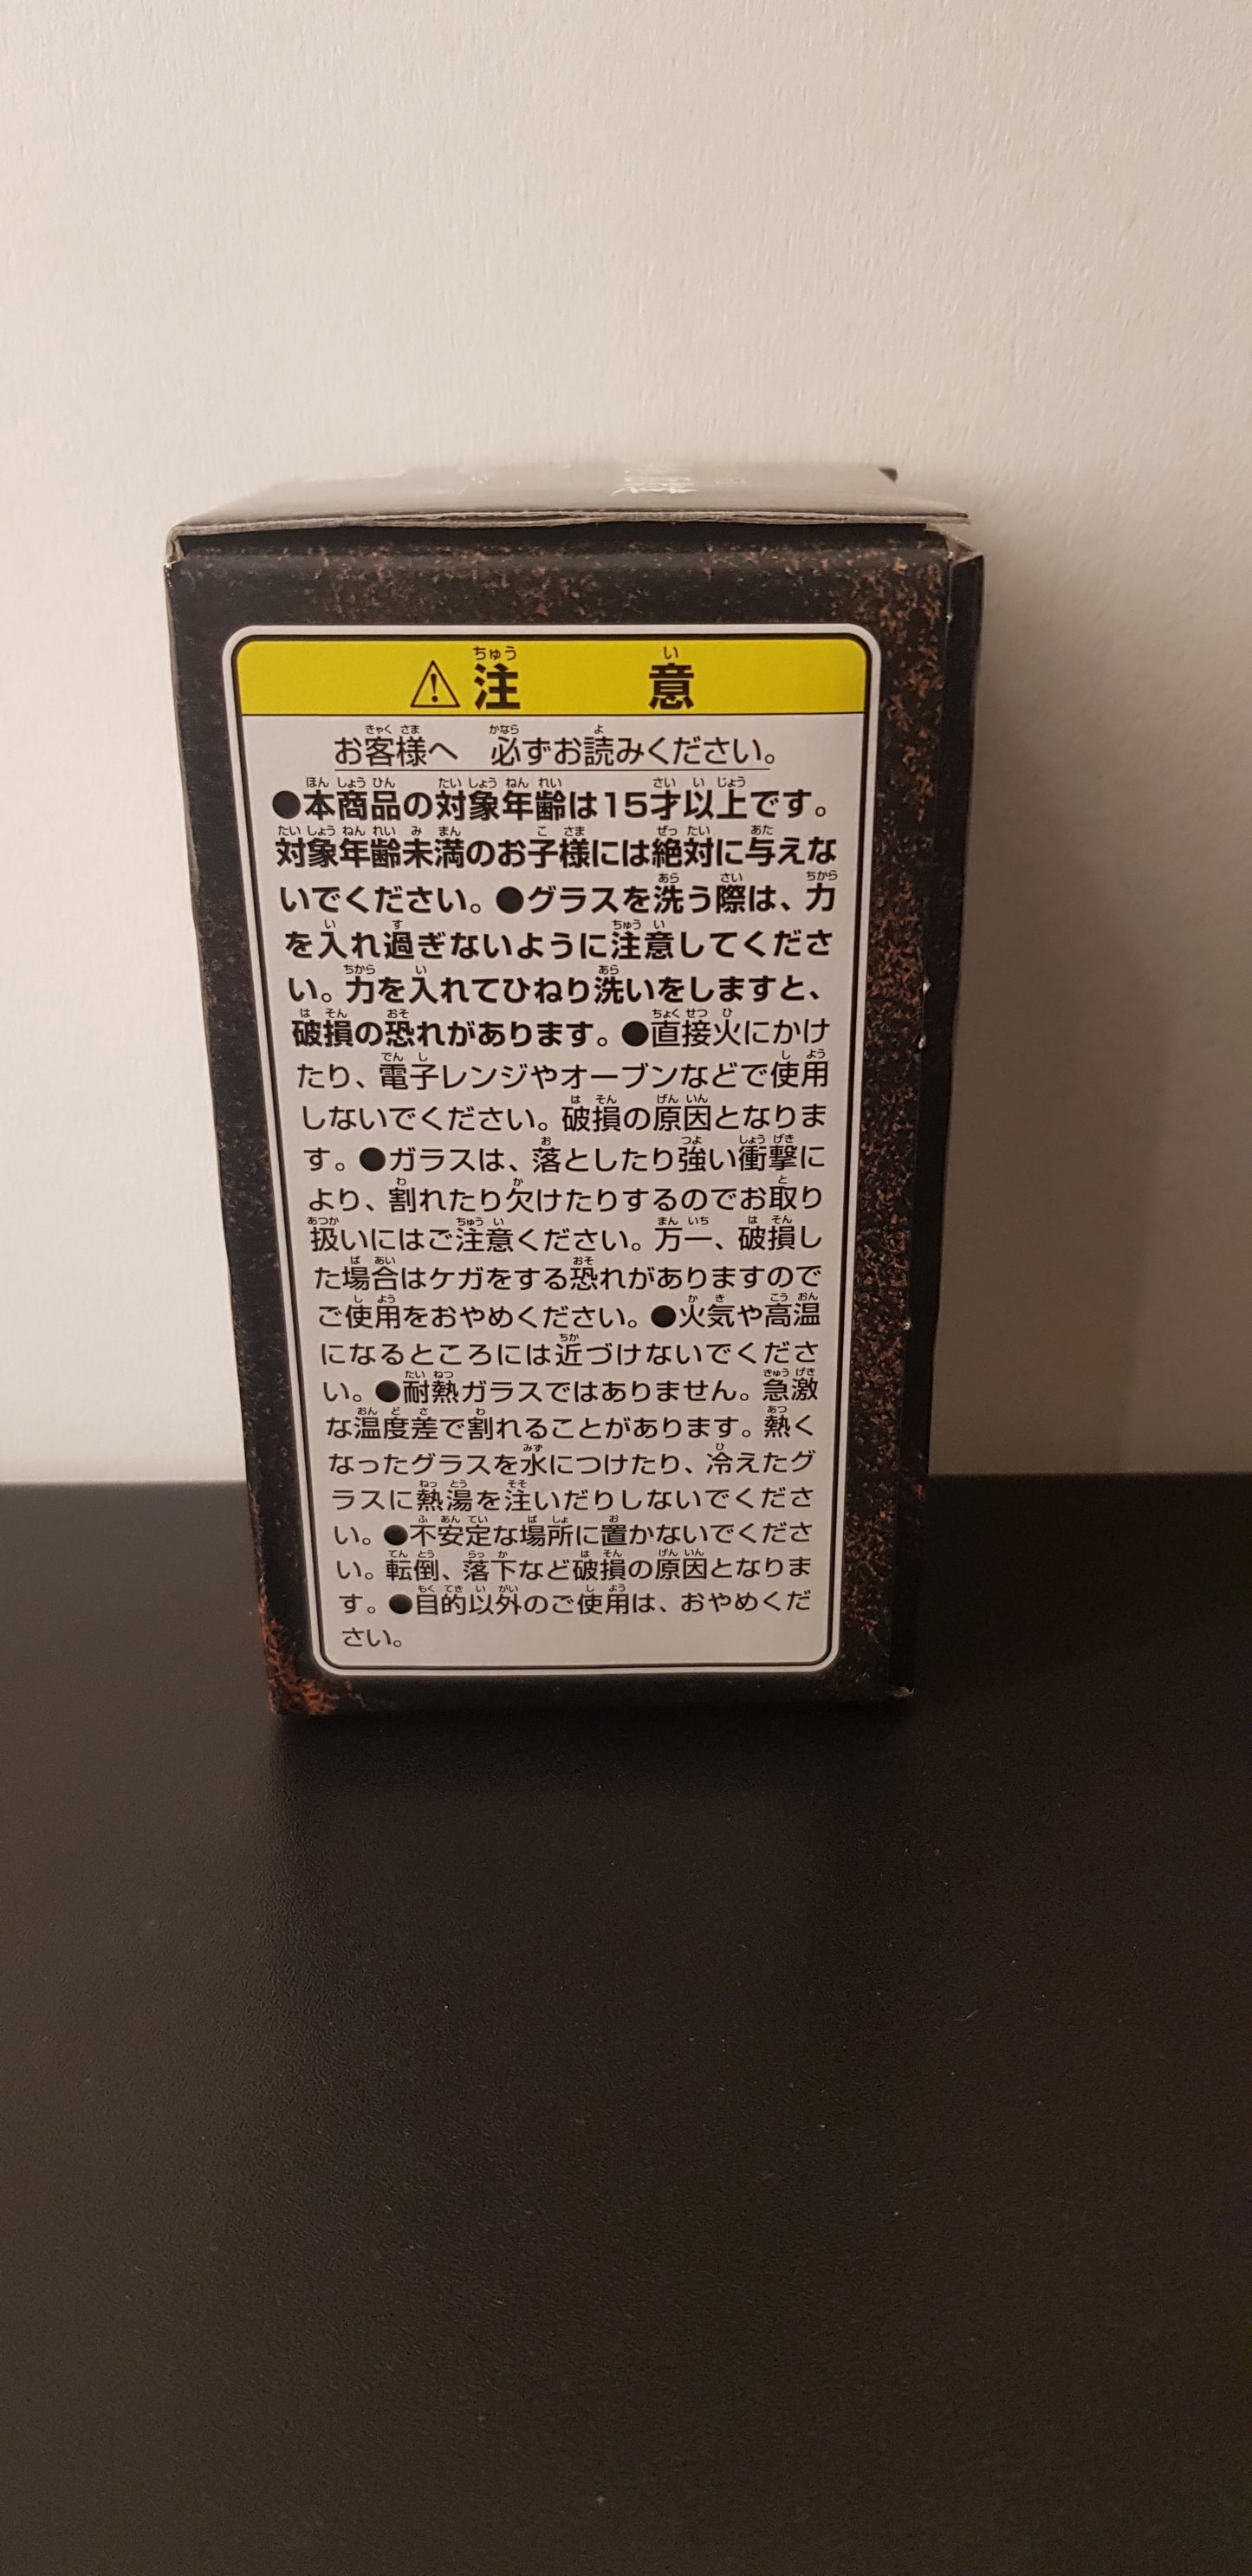 ⚠注意
お客様へ 必ずお読みください。
●本商品の対象年齢は15才以上です。
対象年齢未満のお子様には絶対に与えな
いでください。●グラスを洗う際は、力
を入れ過ぎないように注意してくださ
い。力を入れてひねり洗いをしますと、
破損の恐れがあります。●直接火にかけ
たり、電子レンジやオーブンなどで使用
しないでください。破損の原因となりま
す。●ガラスは、落としたり強い衝撃に
より、割れたり欠けたりするのでお取り
扱いにはご注意ください。万一、破損し
た場合はケガをする恐れがありますので
ご使用をおやめください。●火気や高温
になるところには近づけないでくださ
い。●耐熱ガラスではありません。急激
な温度差で割れることがあります。熱く
なったグラスを水につけたり、冷えたグ
ラスに熱湯を注いだりしないでくださ
い。●不安定な場所に置かないでくださ
い。転倒、落下など破損の原因となりま
す。●目的以外のご使用は、おやめくだ
さい。